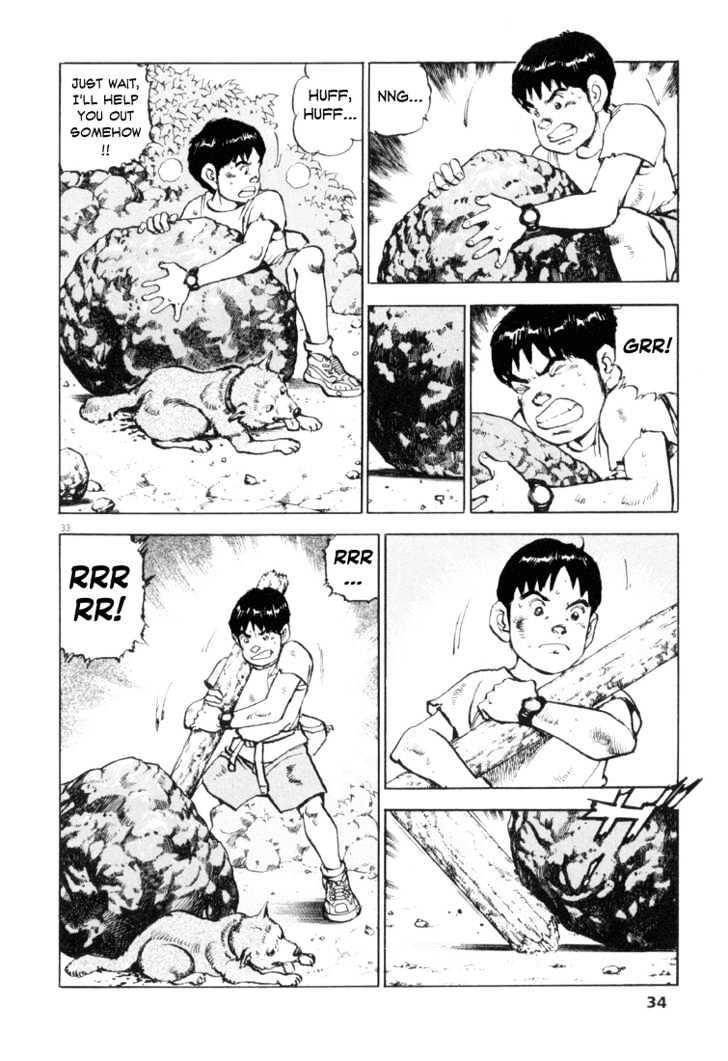 NNG...
GRR!
HUFF,
HUFF...
JUST WAIT,
I'LL HELP
YOU OUT
SOMEHOW
!!
33
RRR
...
RRR
RR!
34